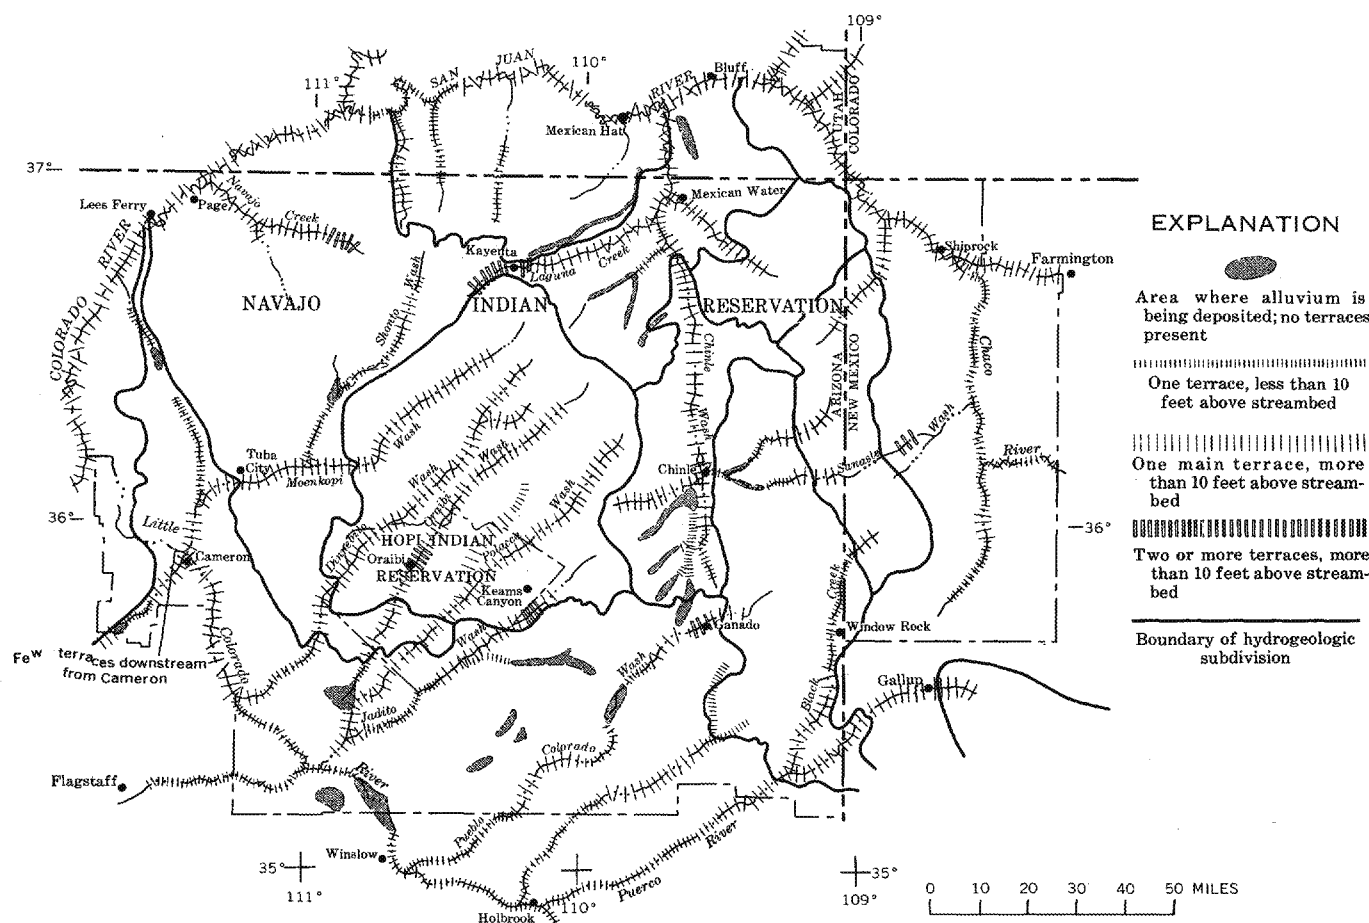 109°
111°
SAN JUAN RIVER
110°
Bluff
Mexican Hat
UTAH
COLORADO
37°
Navajo
Creek
Page
Lees Ferry
Mexican Water
COLORADO RIVER
Kayenta
Laguna Creek
Shiprock
Farmington
NAVAJO INDIAN RESERVATION
Shonto Wash
Chinle Wash
ARIZONA
NEW MEXICO
Chaco
River
Wash
Tuba
City
Moenkopi
Wash
Dinnebito Wash
Oraibi Wash
Polacca Wash
Chinle
Wash
36°
36°
Little
Cameron
HOPI INDIAN
RESERVATION
Oraibi
Keams
Canyon
Ganado
Window Rock
Black Creek
Gallup
Few terraces downstream
from Cameron
Colorado
River
Jadito Wash
Pueblo Colorado Wash
Flagstaff
Winslow
Holbrook
Puerco River
35°
111°
110°
35°
109°
EXPLANATION
Area where alluvium is
being deposited; no terraces
present
One terrace, less than 10
feet above streambed
One main terrace, more
than 10 feet above stream-
bed
Two or more terraces, more
than 10 feet above stream-
bed
Boundary of hydrogeologic
subdivision
0 10 20 30 40 50 MILES